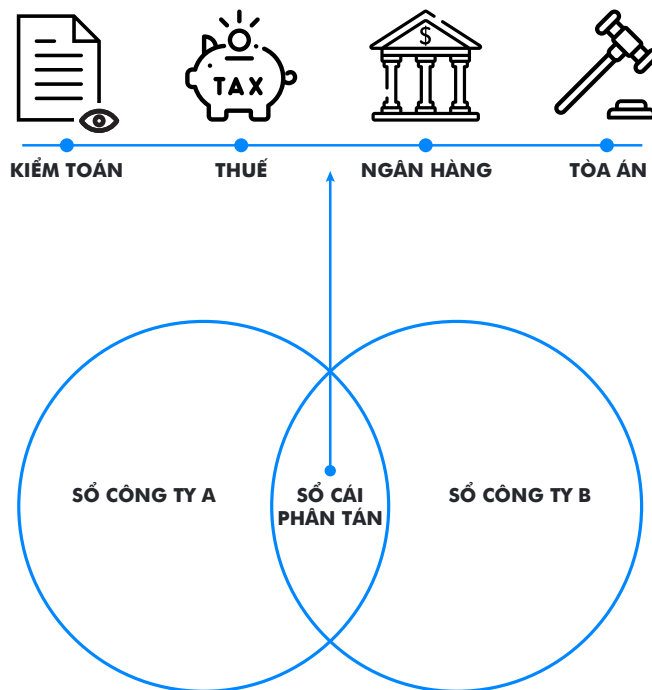 TAX
$
KIỂM TOÁN
THUẾ
NGÂN HÀNG
TÒA ÁN
SỔ CÔNG TY A
SỔ CÁI
PHÂN TÁN
SỔ CÔNG TY B